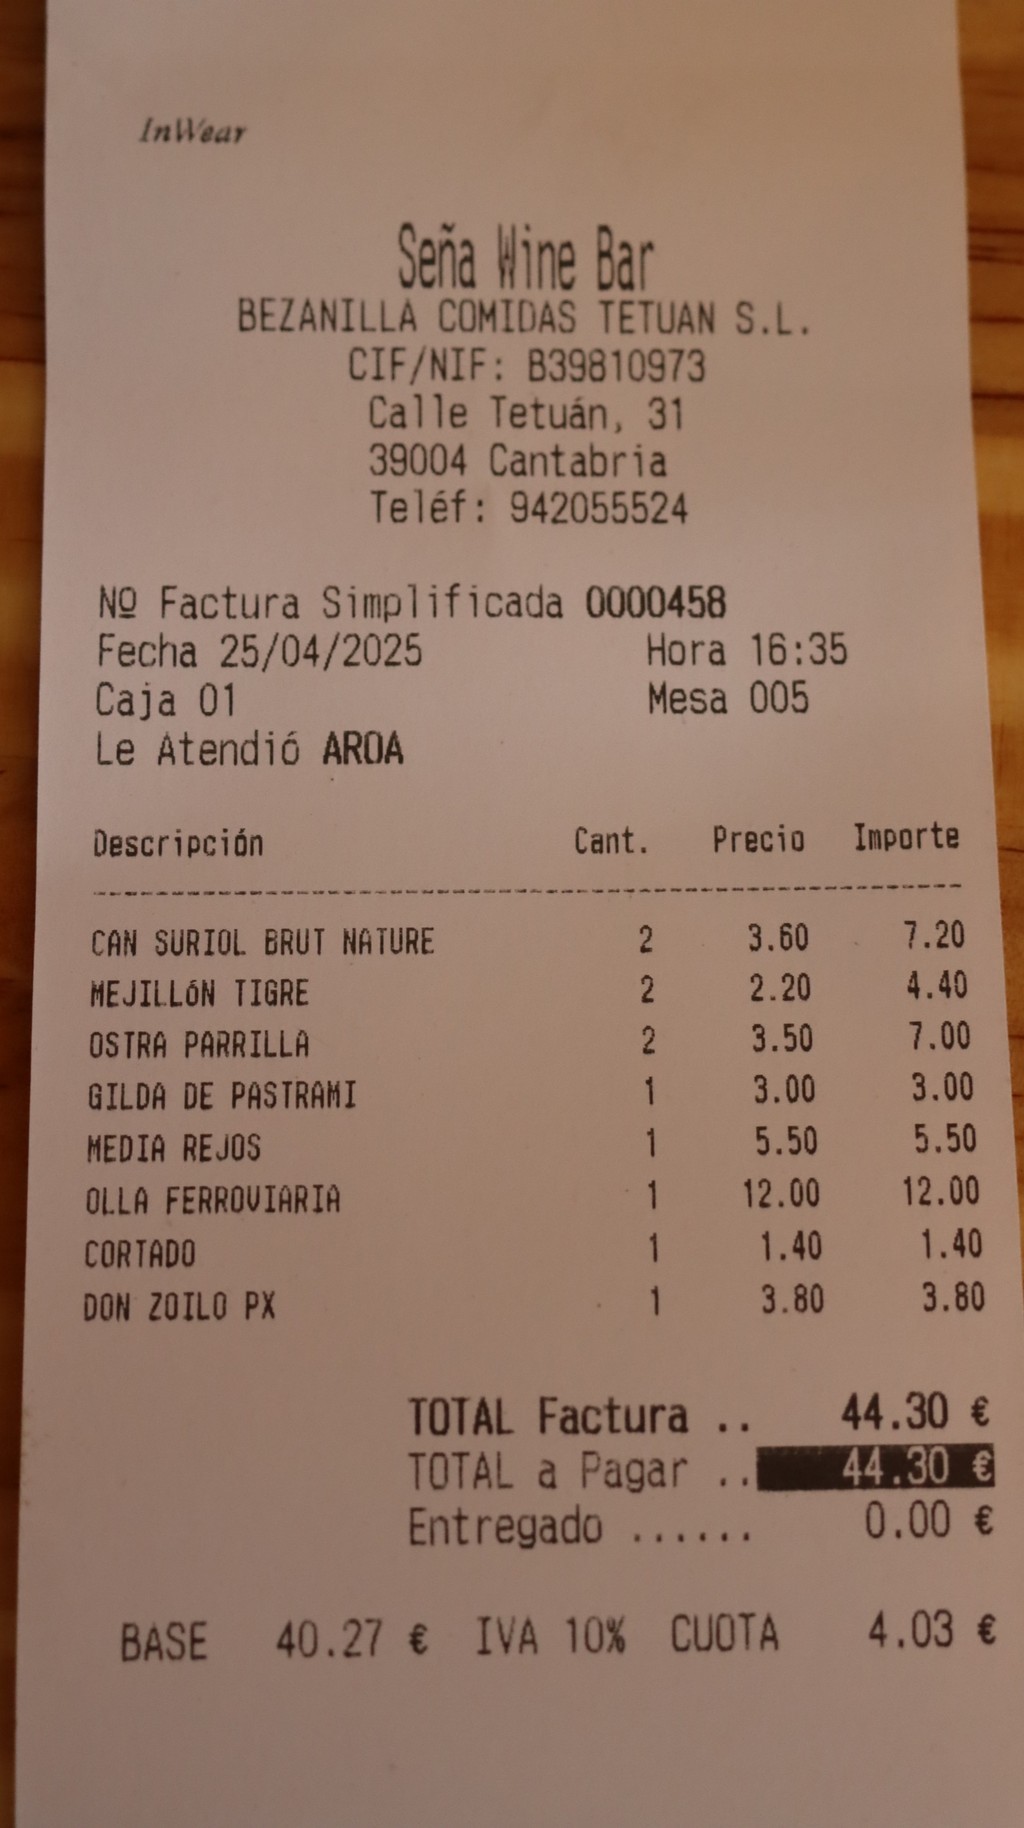 InWear
Seña Wine Bar
BEZANILLA COMIDAS TETUAN S.L.
CIF/NIF: B39810973
Calle Tetuán, 31
39004 Cantabria
Teléf: 942055524
Nº Factura Simplificada 0000458
Fecha 25/04/2025 Hora 16:35
Caja 01 Mesa 005
Le Atendió AROA
Descripción Cant. Precio Importe
CAN SURIOL BRUT NATURE 2 3.60 7.20
MEJILLÓN TIGRE 2 2.20 4.40
OSTRA PARRILLA 2 3.50 7.00
GILDA DE PASTRAMI 1 3.00 3.00
MEDIA REJOS 1 5.50 5.50
OLLA FERROVIARIA 1 12.00 12.00
CORTADO 1 1.40 1.40
DON ZOILO PX 1 3.80 3.80
TOTAL Factura .. 44.30 €
TOTAL a Pagar .. 44.30 €
Entregado ...... 0.00 €
BASE 40.27 € IVA 10% CUOTA 4.03 €